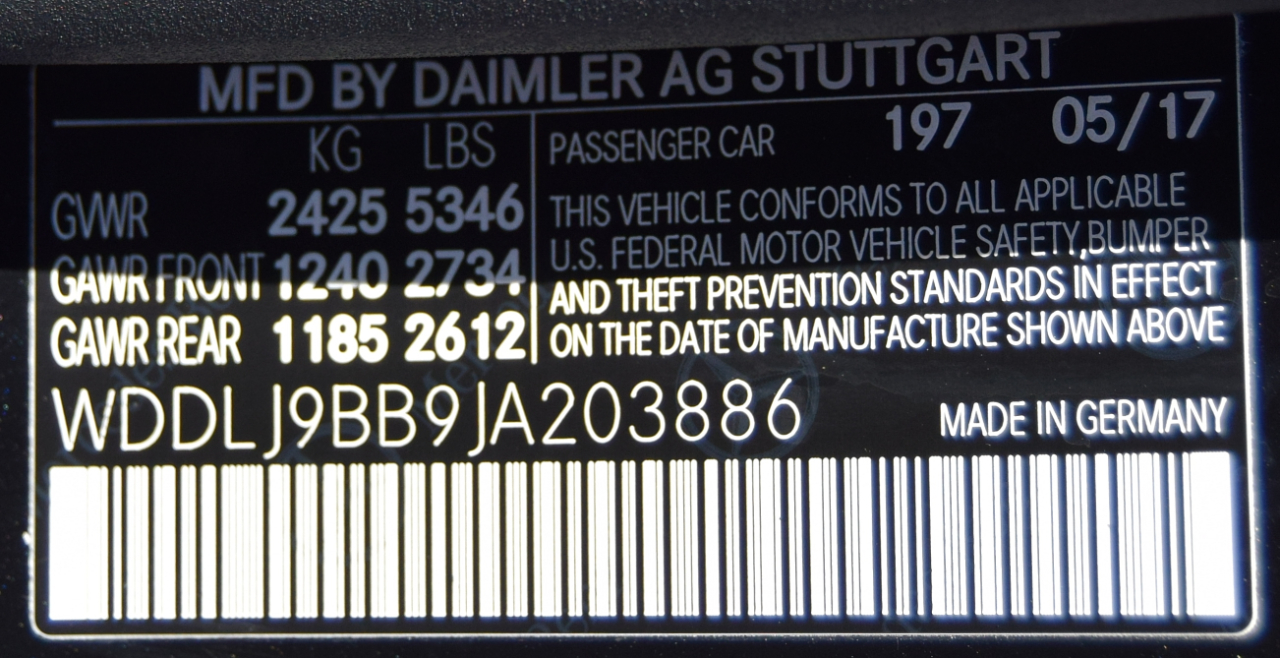 MFD BY DAIMLER AG STUTTGART
KG LBS
GVWR 2425 5346
GAWR FRONT 1240 2734
GAWR REAR 1185 2612
PASSENGER CAR 197 05/17
THIS VEHICLE CONFORMS TO ALL APPLICABLE
U.S. FEDERAL MOTOR VEHICLE SAFETY,BUMPER
AND THEFT PREVENTION STANDARDS IN EFFECT
ON THE DATE OF MANUFACTURE SHOWN ABOVE
WDDLJ9BB9JA203886
MADE IN GERMANY